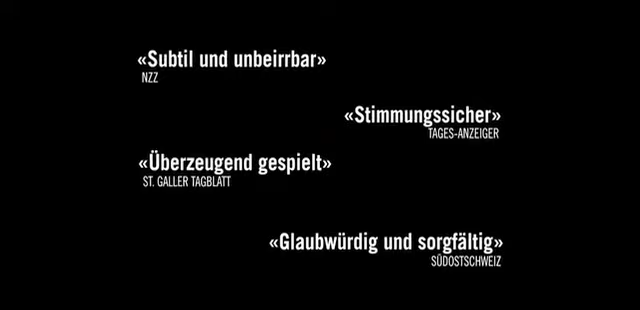 «Subtil und unbeirrbar»
NZZ
«Stimmungssicher»
TAGES-ANZEIGER
«Überzeugend gespielt»
ST. GALLER TAGBLATT
«Glaubwürdig und sorgfältig»
SÜDOSTSCHWEIZ